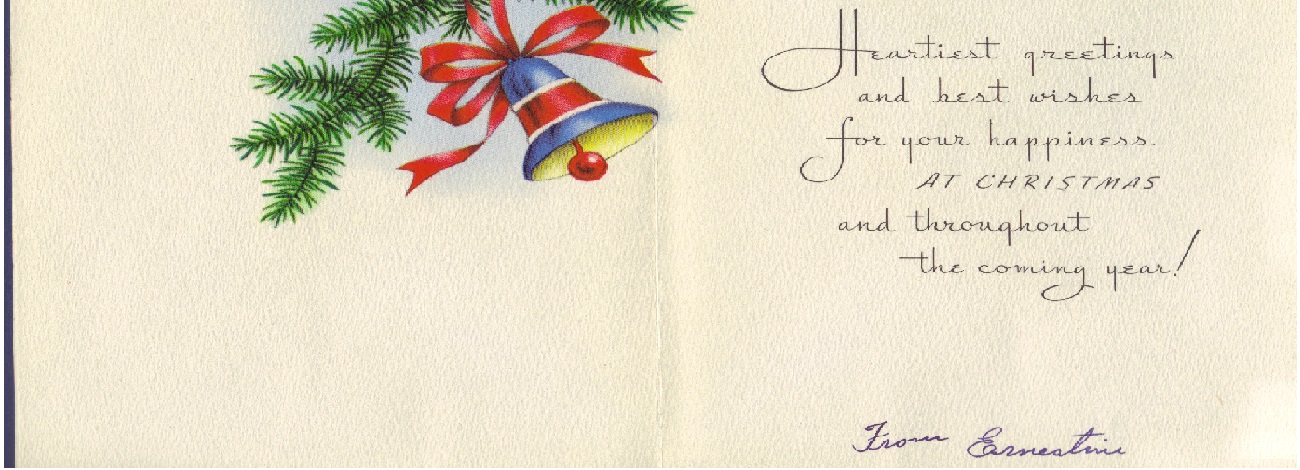 Heartiest greetings
and best wishes
for your happiness
AT CHRISTMAS
and throughout
the coming year!
From Ernestine